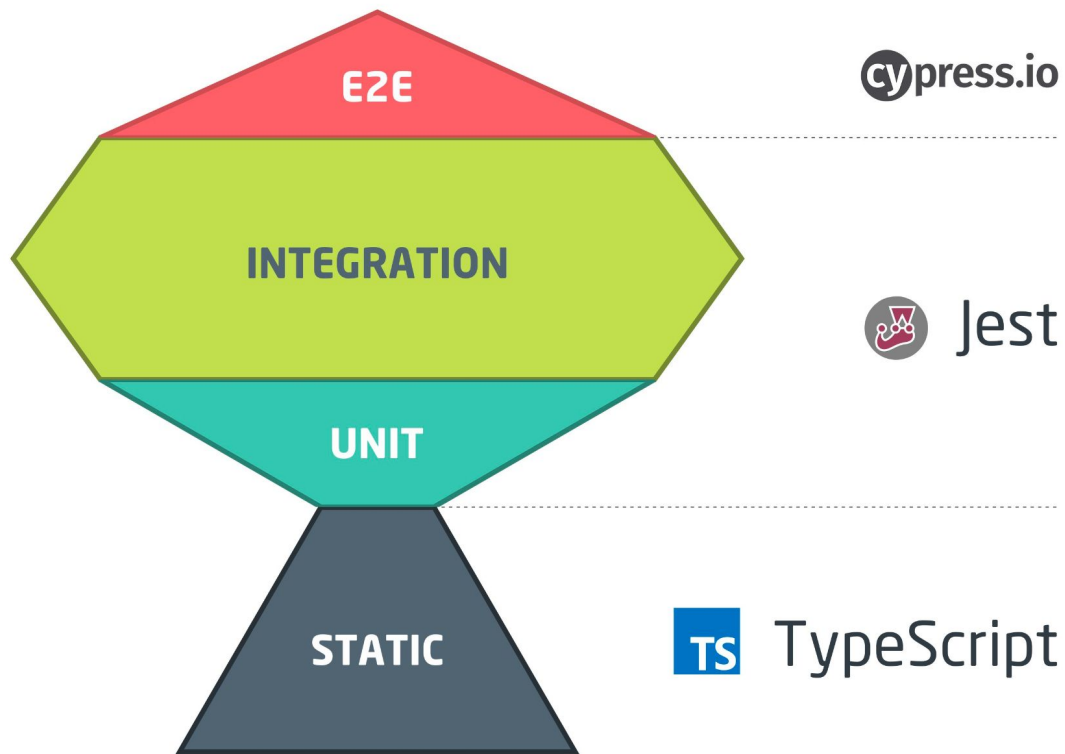 E2E
cypress.io
INTEGRATION
Jest
UNIT
STATIC
TS TypeScript